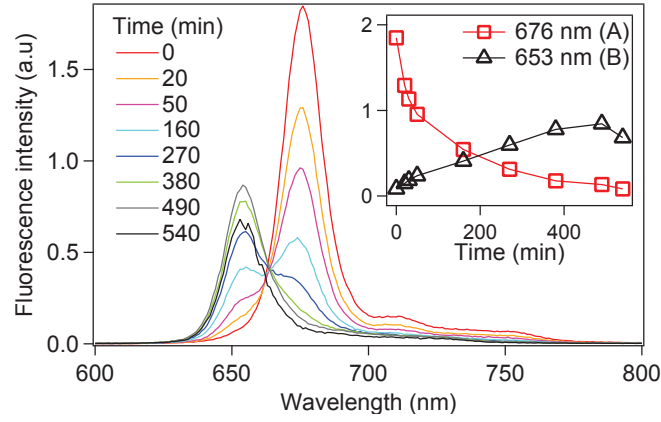 Fluorescence intensity (a.u)
1.5
1.0
0.5
0.0
Time (min)
0
20
50
160
270
380
490
540
2
1
0
676 nm (A)
653 nm (B)
0 200 400
Time (min)
600 650 700 750 800
Wavelength (nm)